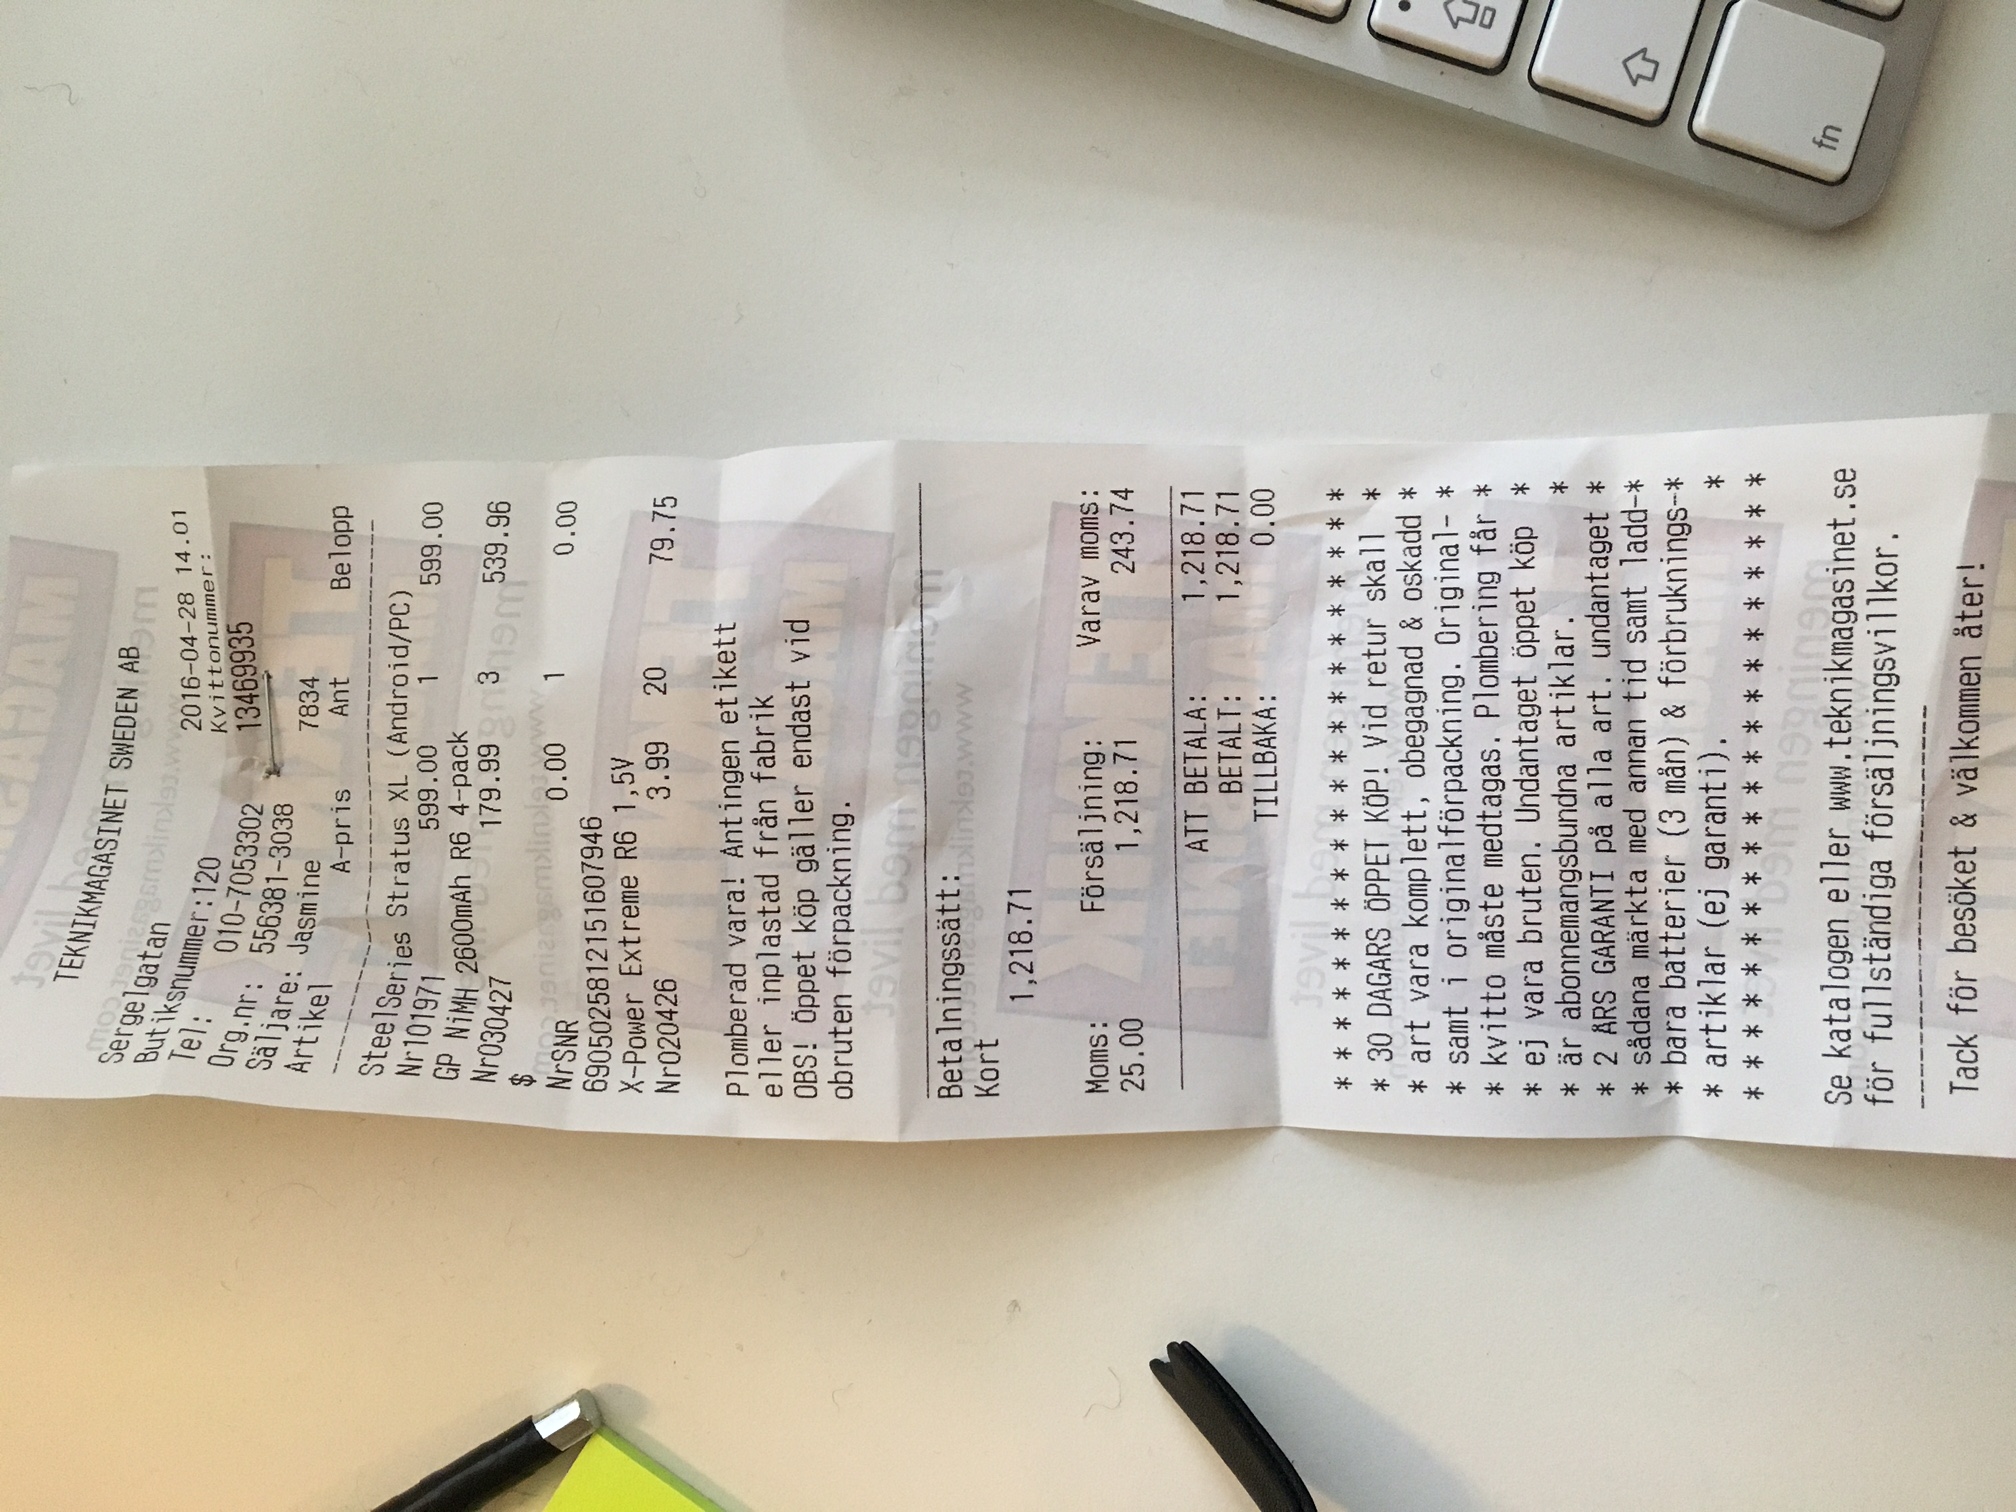 TEKNIKMAGASINET SWEDEN AB
Sergelgatan
Butiksnummer:120 2016-04-28 14.01
Tel: 010-7053302 Kvittonummer:
Org.nr: 556381-3038 13469935
Säljare: Jasmine 7834
Artikel A-pris Ant Belopp
SteelSeries Stratus XL (Android/PC)
Nr101971 599.00 1 599.00
GP NiMH 2600mAh R6 4-pack
Nr030427 179.99 3 539.96
$
NrSNR 0.00 1 0.00
6905025812151607946
X-Power Extreme R6 1,5V
Nr020426 3.99 20 79.75
Plomberad vara! Antingen etikett
eller inplastad från fabrik
OBS! Öppet köp gäller endast vid
obruten förpackning.
Betalningssätt:
Kort
1,218.71
Moms: Försäljning: Varav moms:
25.00 1,218.71 243.74
ATT BETALA: 1,218.71
BETALT: 1,218.71
TILLBAKA: 0.00
* * * * * * * * * * * * * * * * * * * * *
* 30 DAGARS ÖPPET KÖP! Vid retur skall *
* art vara komplett, obegagnad & oskadd *
* samt i originalförpackning. Original- *
* kvitto måste medtagas. Plombering får *
* ej vara bruten. Undantaget öppet köp *
* är abonnemangsbundna artiklar. *
* 2 ÅRS GARANTI på alla art. undantaget *
* sådana märkta med annan tid samt ladd-*
* bara batterier (3 mån) & förbruknings-*
* artiklar (ej garanti). *
* * * * * * * * * * * * * * * * * * * * *
Se katalogen eller www.teknikmagasinet.se
för fullständiga försäljningsvillkor.
Tack för besöket & välkommen åter!
fn